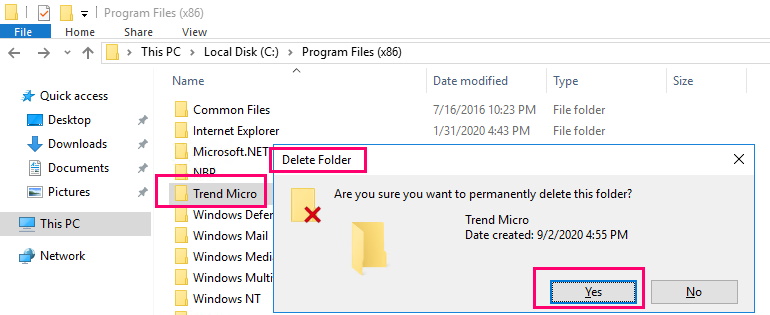 Program Files (x86)
File Home Share View
This PC Local Disk (C:) Program Files (x86)
Name Date modified Type
Quick access
Desktop
Downloads
Documents
Pictures
This PC
Network
Common Files 7/16/2016 10:23 PM File folder
Internet Explorer 1/31/2020 4:43 PM File folder
Microsoft.NET
NRP
Trend Micro
Windows Defe
Windows Mail
Windows Media
Windows Multi
Windows NT
Delete Folder
Are you sure you want to permanently delete this folder?
Trend Micro
Date created: 9/2/2020 4:55 PM
Yes No